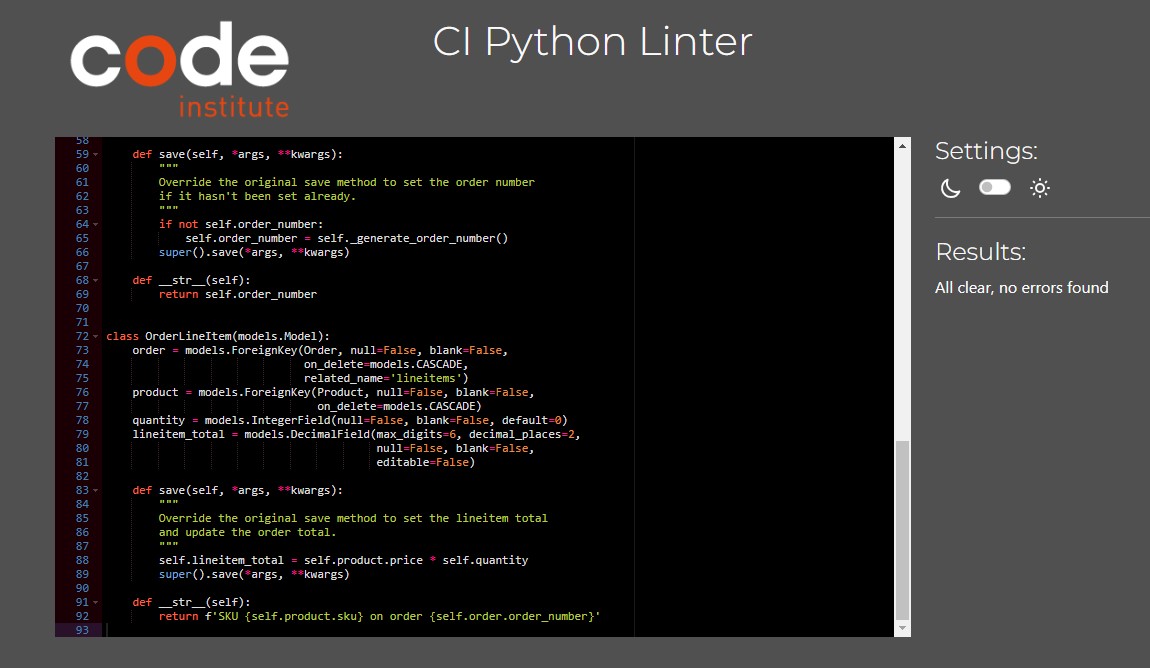 code
institute
CI Python Linter
58
59 def save(self, *args, **kwargs):
60 """
61 Override the original save method to set the order number
62 if it hasn't been set already.
63 """
64 if not self.order_number:
65 self.order_number = self._generate_order_number()
66 super().save(*args, **kwargs)
67
68 def __str__(self):
69 return self.order_number
70
71
72 class OrderLineItem(models.Model):
73 order = models.ForeignKey(Order, null=False, blank=False,
74 on_delete=models.CASCADE,
75 related_name='lineitems')
76 product = models.ForeignKey(Product, null=False, blank=False,
77 on_delete=models.CASCADE)
78 quantity = models.IntegerField(null=False, blank=False, default=0)
79 lineitem_total = models.DecimalField(max_digits=6, decimal_places=2,
80 null=False, blank=False,
81 editable=False)
82
83 def save(self, *args, **kwargs):
84 """
85 Override the original save method to set the lineitem total
86 and update the order total.
87 """
88 self.lineitem_total = self.product.price * self.quantity
89 super().save(*args, **kwargs)
90
91 def __str__(self):
92 return f'SKU {self.product.sku} on order {self.order.order_number}'
93
Settings:
Results:
All clear, no errors found